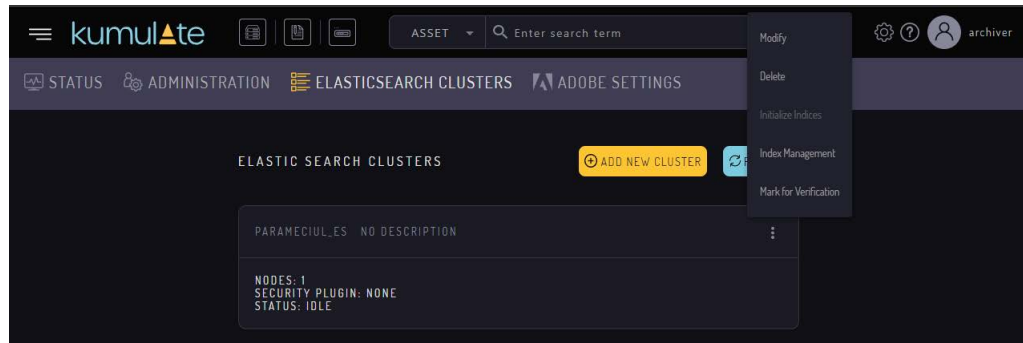 kumulate
ASSET
Enter search term
archiver
STATUS
ADMINISTRATION
ELASTICSEARCH CLUSTERS
ADOBE SETTINGS
Modify
Delete
Initialize Indices
Index Management
Mark for Verification
ELASTIC SEARCH CLUSTERS
ADD NEW CLUSTER
PARAMECIUL_ES NO DESCRIPTION
NODES: 1
SECURITY PLUGIN: NONE
STATUS: IDLE